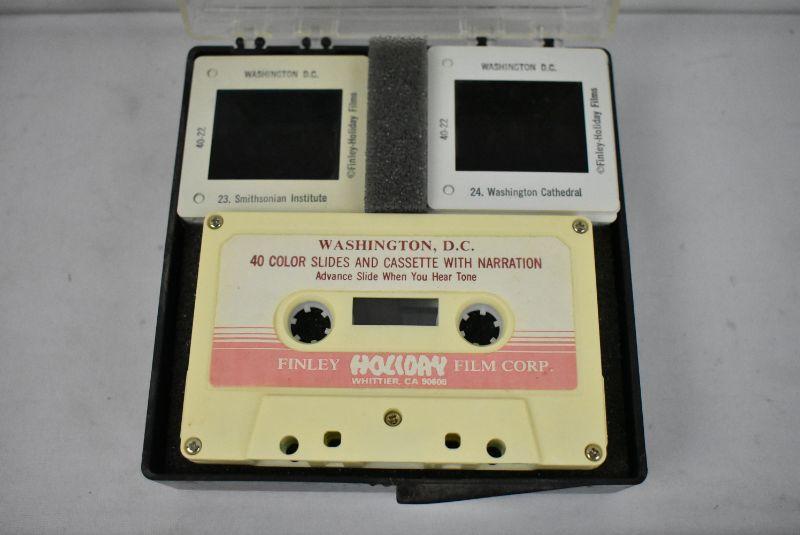 WASHINGTON D.C.
40-22
©Finley-Holiday Films
23. Smithsonian Institute
WASHINGTON D.C.
40-22
©Finley-Holiday Films
24. Washington Cathedral
WASHINGTON, D.C.
40 COLOR SLIDES AND CASSETTE WITH NARRATION
Advance Slide When You Hear Tone
FINLEY HOLIDAY FILM CORP.
WHITTIER, CA 90606